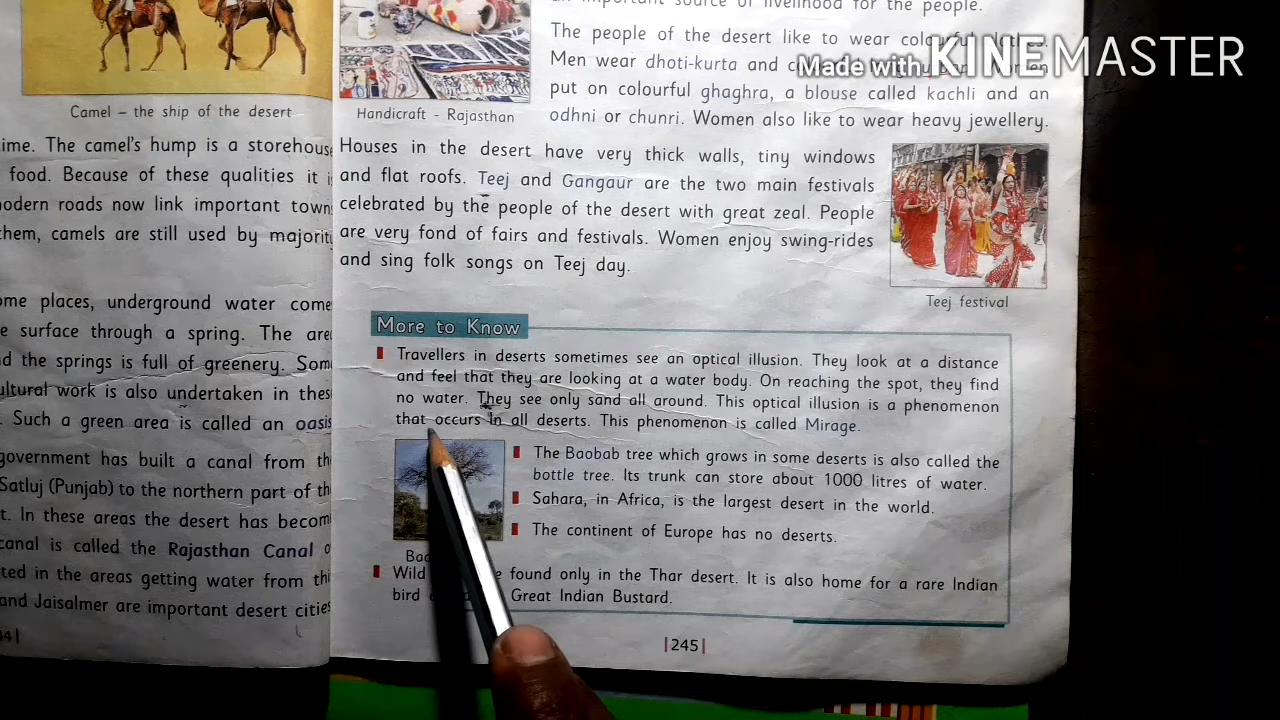 Camel – the ship of the desert
ime. The camel's hump is a storehouse
food. Because of these qualities it i
odern roads now link important town
them, camels are still used by majorit
ome places, underground water come
e surface through a spring. The are
d the springs is full of greenery. Som
ultural work is also undertaken in thes
. Such a green area is called an oasis
government has built a canal from th
Satluj (Punjab) to the northern part of th
t. In these areas the desert has becom
canal is called the Rajasthan Canal o
ted in the areas getting water from th
and Jaisalmer are important desert cities
44|
Handicraft - Rajasthan
an important source of livelihood for the people.
The people of the desert like to wear colourful clothes.
Men wear dhoti-kurta and
put on colourful ghaghra, a blouse called kachli and an
odhni or chunri. Women also like to wear heavy jewellery.
Houses in the desert have very thick walls, tiny windows
and flat roofs. Teej and Gangaur are the two main festivals
celebrated by the people of the desert with great zeal. People
are very fond of fairs and festivals. Women enjoy swing-rides
and sing folk songs on Teej day.
Teej festival
More to Know
Travellers in deserts sometimes see an optical illusion. They look at a distance
and feel that they are looking at a water body. On reaching the spot, they find
no water. They see only sand all around. This optical illusion is a phenomenon
that occurs in all deserts. This phenomenon is called Mirage.
The Baobab tree which grows in some deserts is also called the
bottle tree. Its trunk can store about 1000 litres of water.
Sahara, in Africa, is the largest desert in the world.
The continent of Europe has no deserts.
Wild found only in the Thar desert. It is also home for a rare Indian
bird Great Indian Bustard.
|245|
Made with KINEMASTER